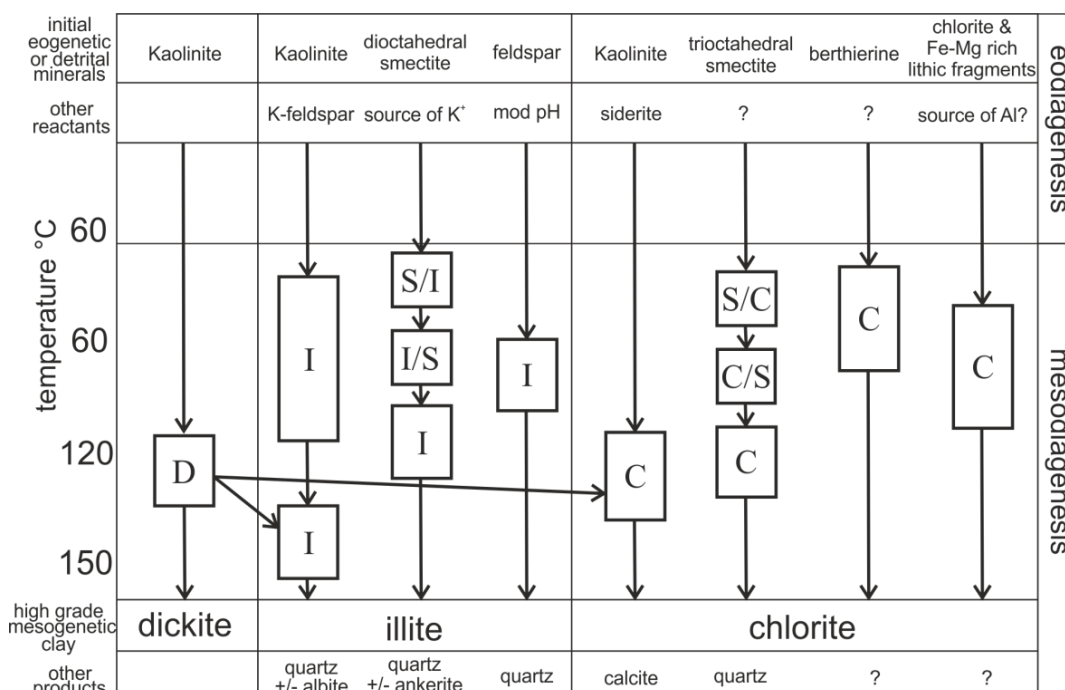 initial
eogenetic
or detrital
minerals
Kaolinite
Kaolinite
dioctahedral
smectite
feldspar
Kaolinite
trioctahedral
smectite
berthierine
chlorite &
Fe-Mg rich
lithic fragments
eodiagenesis
other
reactants
K-feldspar
source of K+
mod pH
siderite
?
?
source of Al?
temperature °C
60
60
120
150
S/I
I/S
I
I
I
I
D
S/C
C/S
C
C
C
C
mesodiagenesis
high grade
mesogenetic
clay
dickite
illite
chlorite
other
products
quartz
+/- albite
quartz
+/- ankerite
quartz
calcite
quartz
?
?